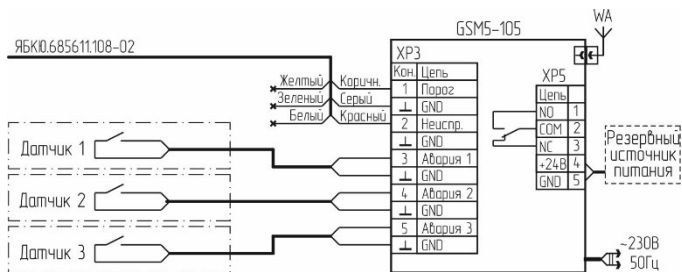 GSM5-105
WA
ЯБКЮ.685611.108-02
XP3
Кон. Цепь
1 Порог
⊥ GND
2 Неиспр.
⊥ GND
3 Авария 1
⊥ GND
4 Авария 2
⊥ GND
5 Авария 3
⊥ GND
Желтый Коричн.
Зеленый Серый
Белый Красный
Датчик 1
Датчик 2
Датчик 3
XP5
Цепь
NO 1
COM 2
NC 3
+24В 4
GND 5
Резервный
источник
питания
~230В
50Гц